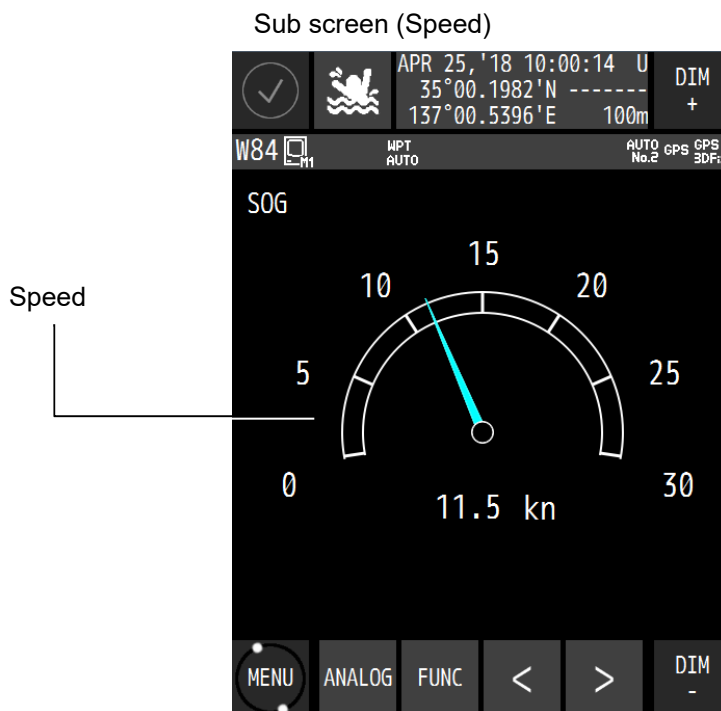 Sub screen (Speed)
APR 25,'18 10:00:14 U
35°00.1982'N -------
137°00.5396'E 100m
DIM
+
W84 M1 WPT AUTO AUTO No.2 GPS GPS 3DFi
SOG
15
10 20
Speed
5 25
0 30
11.5 kn
MENU ANALOG FUNC < > DIM
-